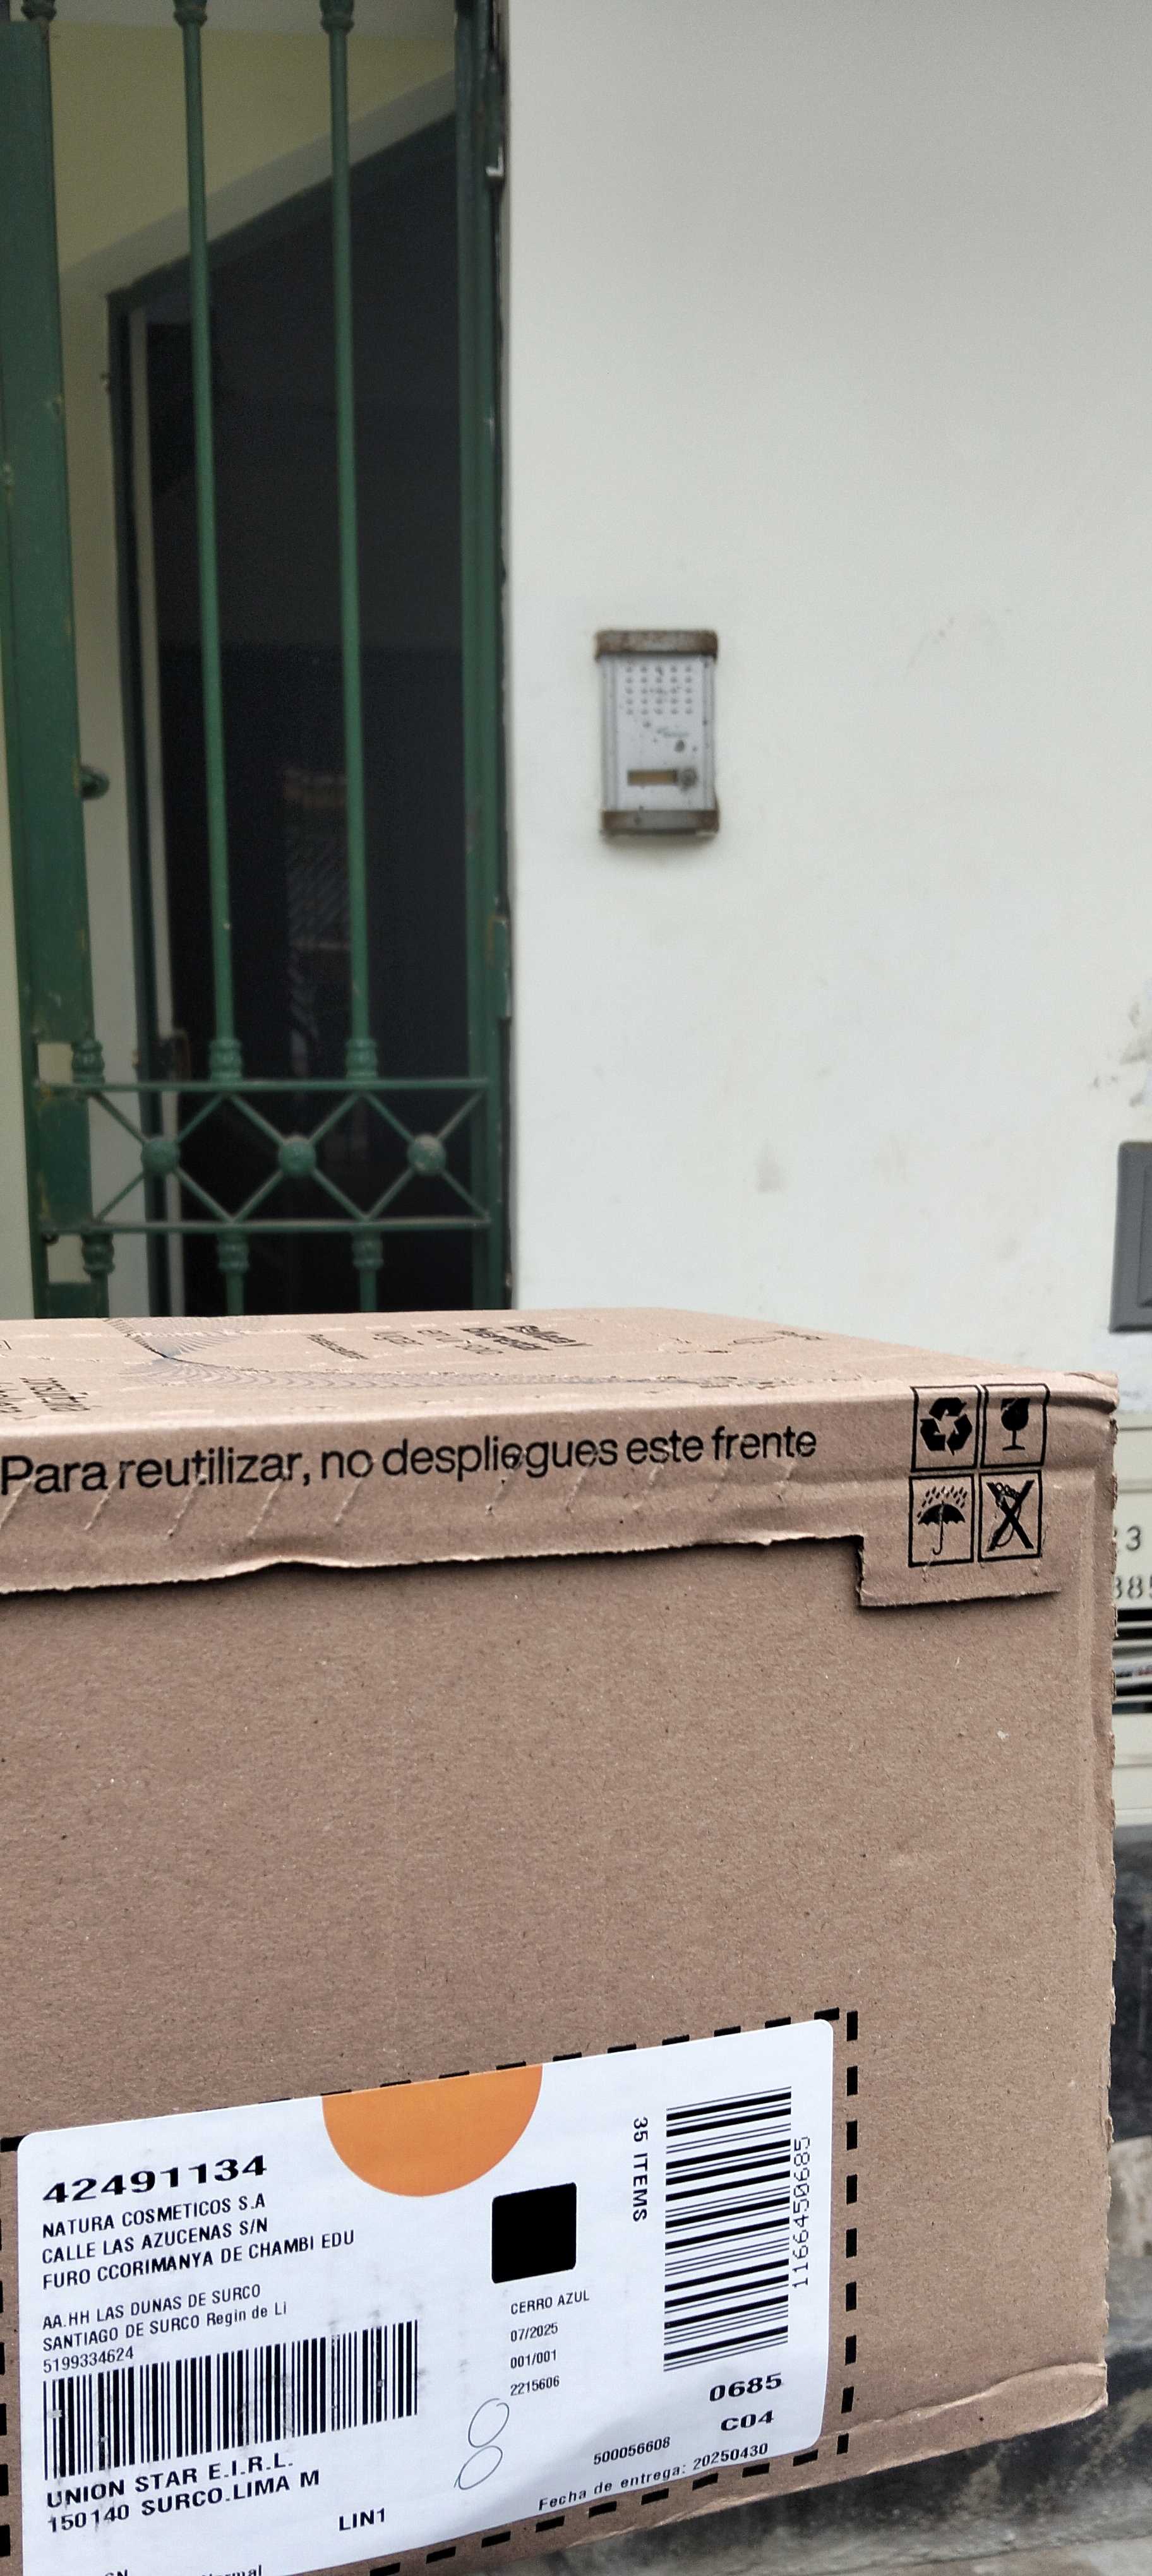 Para reutilizar, no despliegues este frente
42491134
NATURA COSMETICOS S.A
CALLE LAS AZUCENAS S/N
FURO CCORIMANYA DE CHAMBI EDU
AA.HH LAS DUNAS DE SURCO
SANTIAGO DE SURCO Regin de Li
5199334624
UNION STAR E.I.R.L.
150140 SURCO.LIMA M
LIN1
CERRO AZUL
07/2025
001/001
2215606
8
35 ITEMS
1166450685
0685
C04
500056608
Fecha de entrega: 20250430